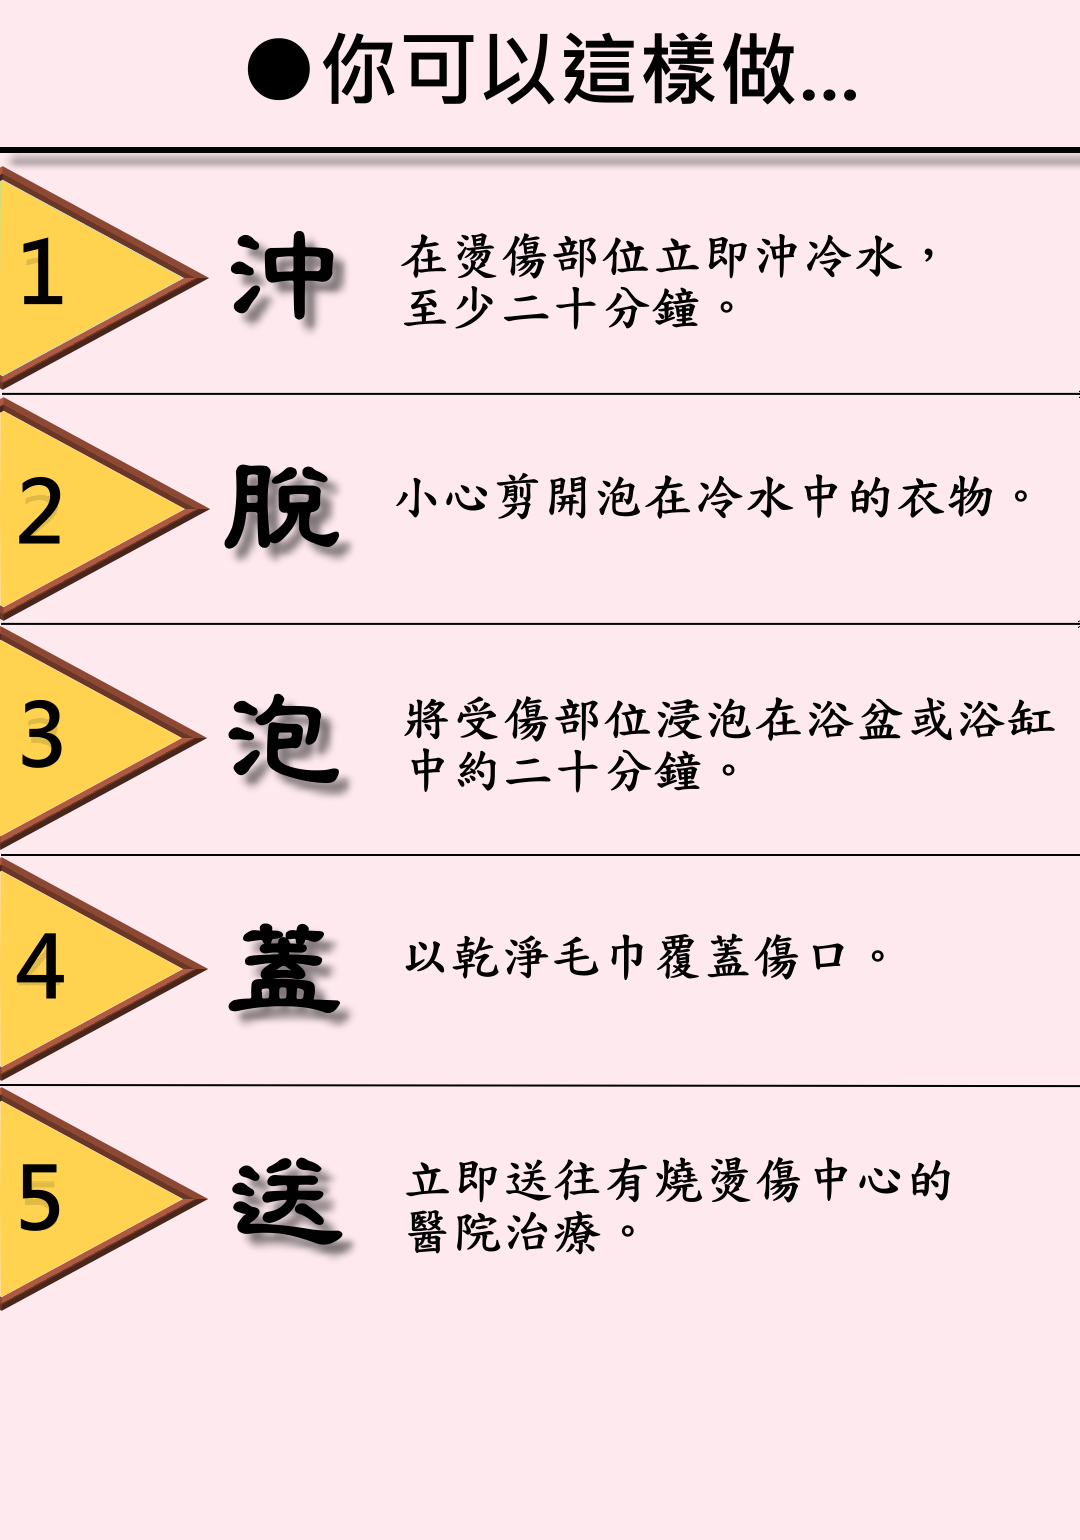 ●你可以這樣做...
1
沖
在燙傷部位立即沖冷水，
至少二十分鐘。
2
脫
小心剪開泡在冷水中的衣物。
3
泡
將受傷部位浸泡在浴盆或浴缸
中約二十分鐘。
4
蓋
以乾淨毛巾覆蓋傷口。
5
送
立即送往有燒燙傷中心的
醫院治療。